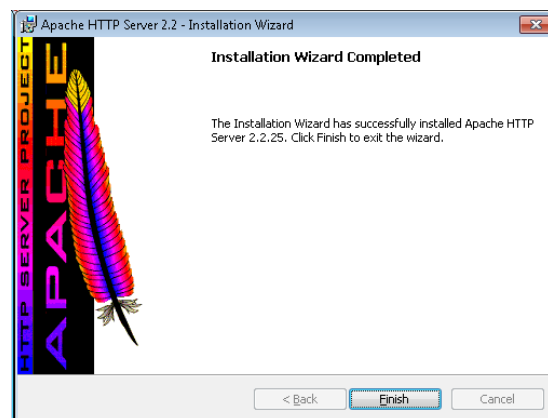 Apache HTTP Server 2.2 - Installation Wizard
HTTP SERVER PROJECT
APACHE
Installation Wizard Completed
The Installation Wizard has successfully installed Apache HTTP
Server 2.2.25. Click Finish to exit the wizard.
< Back
Finish
Cancel